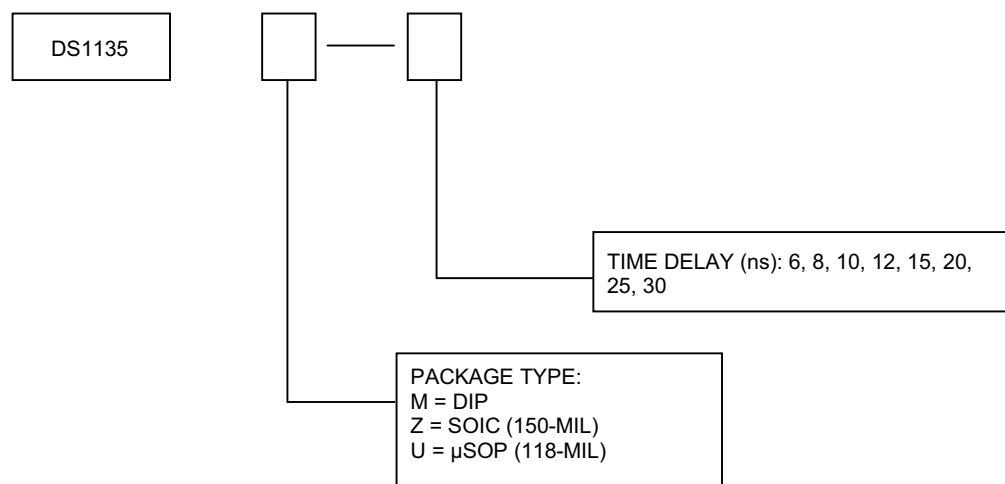 DS1135
TIME DELAY (ns): 6, 8, 10, 12, 15, 20,
25, 30
PACKAGE TYPE:
M = DIP
Z = SOIC (150-MIL)
U = µSOP (118-MIL)